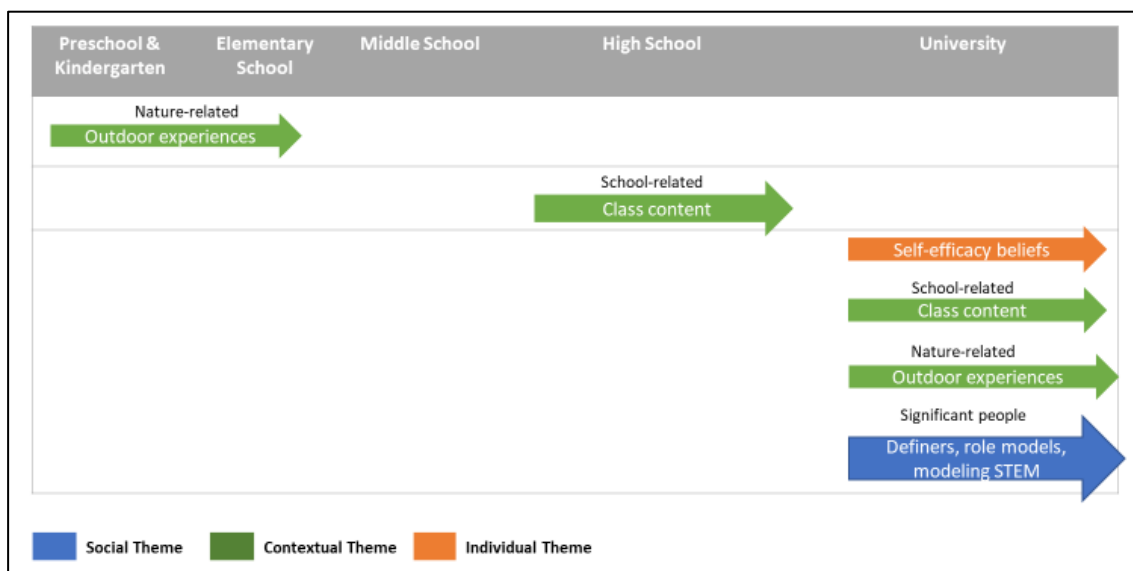 Preschool & Kindergarten
Elementary School
Middle School
High School
University
Nature-related
Outdoor experiences
School-related
Class content
Self-efficacy beliefs
School-related
Class content
Nature-related
Outdoor experiences
Significant people
Definers, role models,
modeling STEM
Social Theme
Contextual Theme
Individual Theme